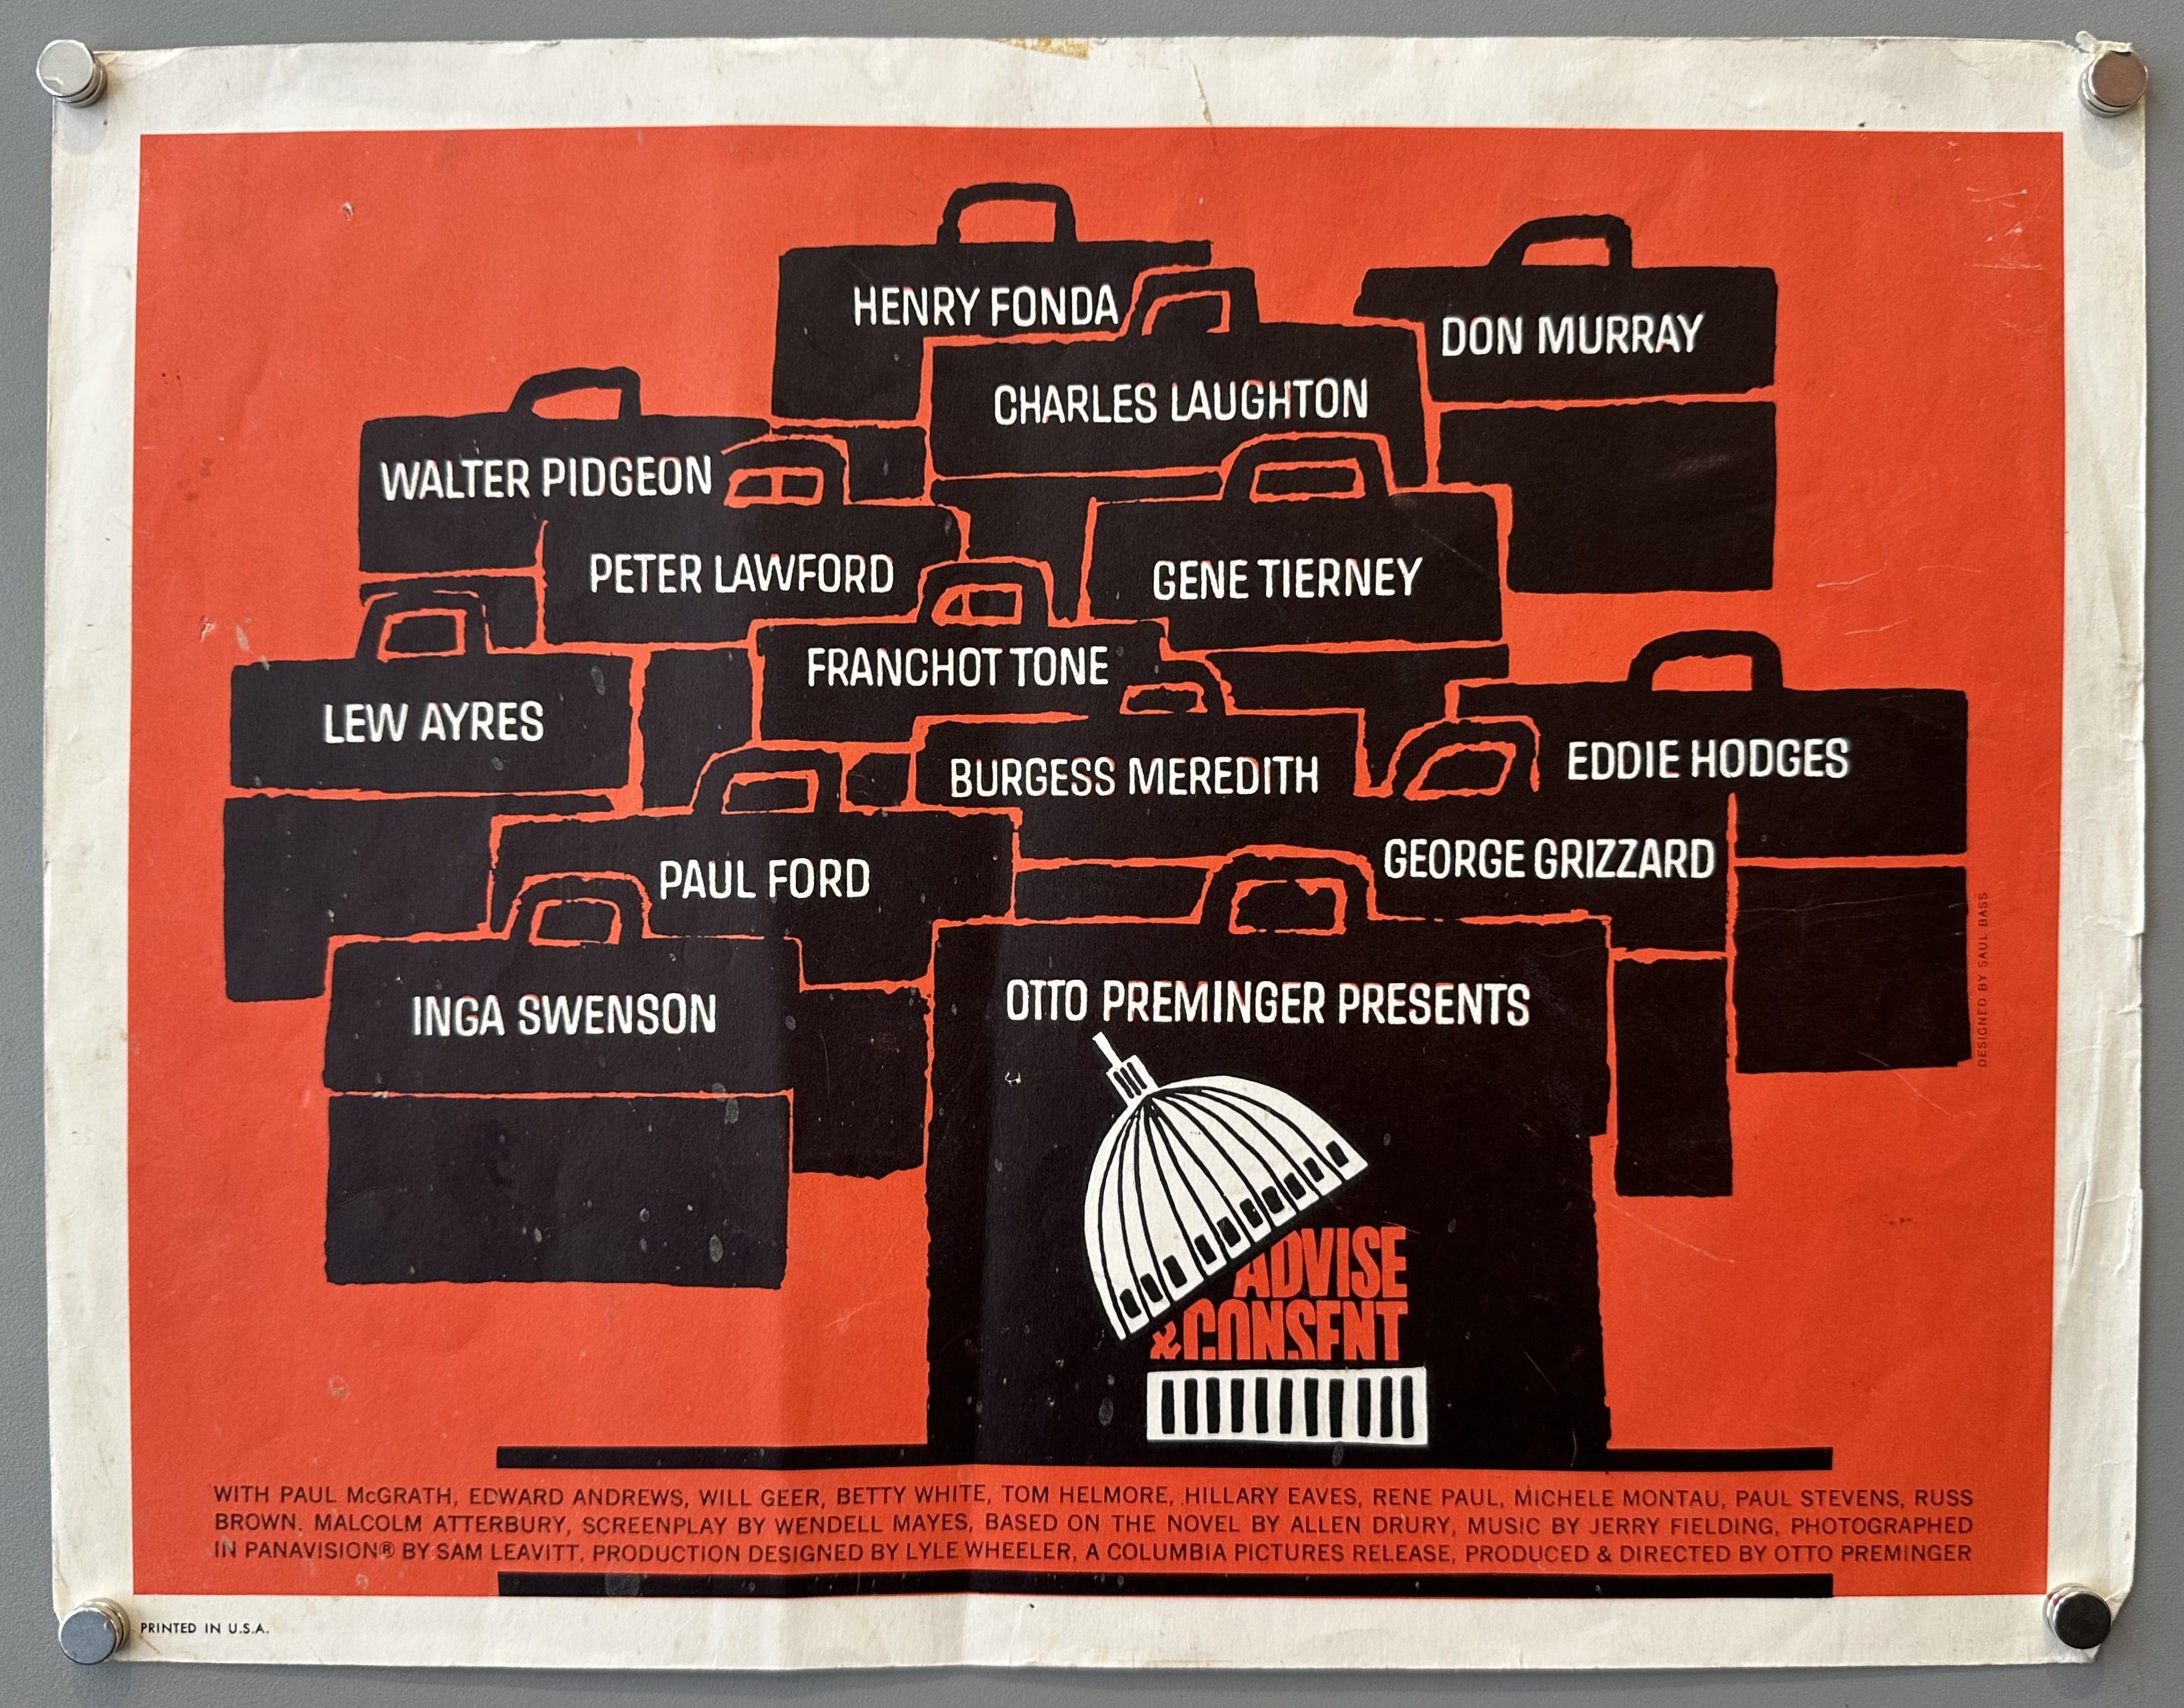 HENRY FONDA
DON MURRAY
CHARLES LAUGHTON
WALTER PIDGEON
PETER LAWFORD
GENE TIERNEY
FRANCHOT TONE
LEW AYRES
BURGESS MEREDITH
EDDIE HODGES
PAUL FORD
GEORGE GRIZZARD
INGA SWENSON
OTTO PREMINGER PRESENTS
ADVISE
&CONSENT
DESIGNED BY SAUL BASS
WITH PAUL McGRATH, EDWARD ANDREWS, WILL GEER, BETTY WHITE, TOM HELMORE, HILLARY EAVES, RENE PAUL, MICHELE MONTAU, PAUL STEVENS, RUSS
BROWN, MALCOLM ATTERBURY, SCREENPLAY BY WENDELL MAYES, BASED ON THE NOVEL BY ALLEN DRURY, MUSIC BY JERRY FIELDING, PHOTOGRAPHED
IN PANAVISION® BY SAM LEAVITT, PRODUCTION DESIGNED BY LYLE WHEELER, A COLUMBIA PICTURES RELEASE, PRODUCED & DIRECTED BY OTTO PREMINGER
PRINTED IN U.S.A.